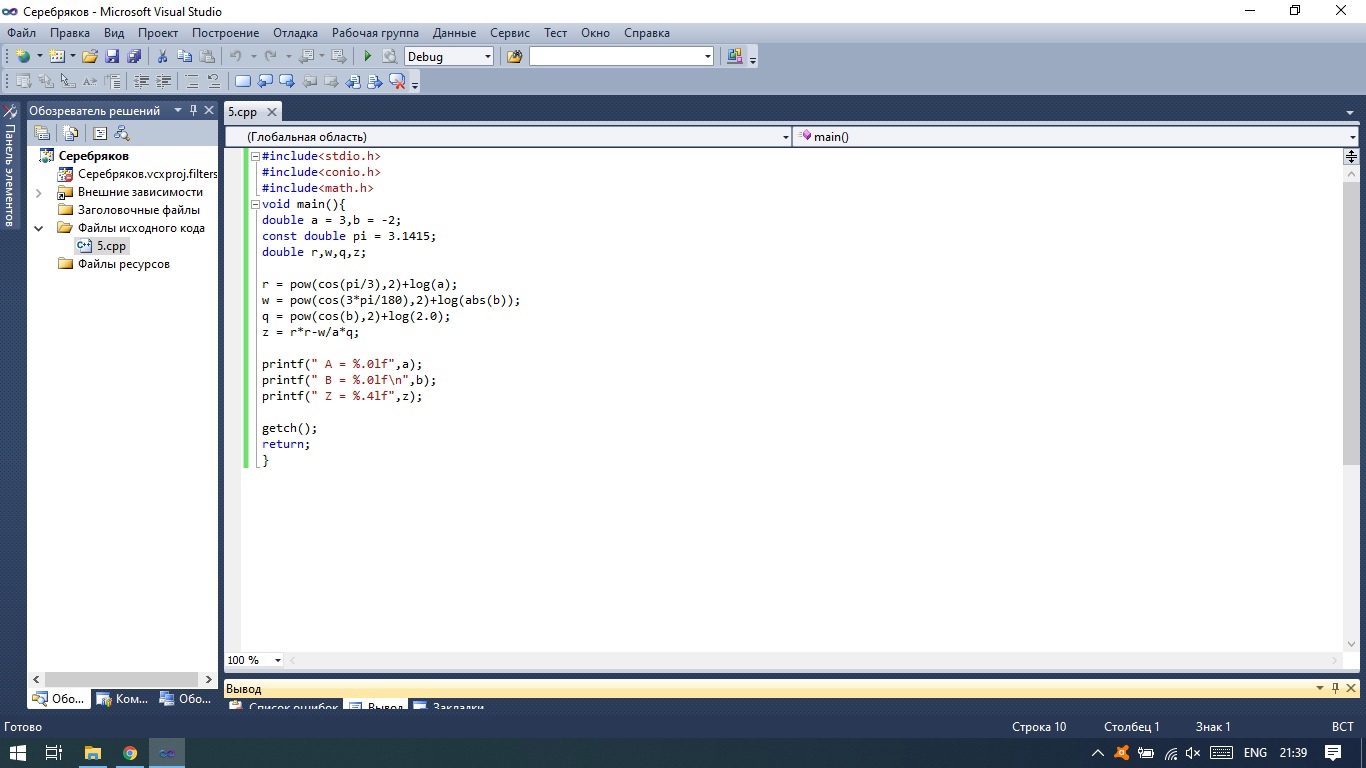 Серебряков - Microsoft Visual Studio
Файл Правка Вид Проект Построение Отладка Рабочая группа Данные Сервис Тест Окно Справка
Debug
Панель элементов
Обозреватель решений
Серебряков
Серебряков.vcxproj.filters
Внешние зависимости
Заголовочные файлы
Файлы исходного кода
5.cpp
Файлы ресурсов
Обо... Ком... Обо...
5.cpp
(Глобальная область) main()
#include<stdio.h>
#include<conio.h>
#include<math.h>
void main(){
double a = 3,b = -2;
const double pi = 3.1415;
double r,w,q,z;
r = pow(cos(pi/3),2)+log(a);
w = pow(cos(3*pi/180),2)+log(abs(b));
q = pow(cos(b),2)+log(2.0);
z = r*r-w/a*q;
printf(" A = %.0lf",a);
printf(" B = %.0lf\n",b);
printf(" Z = %.4lf",z);
getch();
return;
}
100 %
Вывод
Список ошибок Вывод Закладки
Готово Строка 10 Столбец 1 Знак 1 ВСТ
ENG 21:39